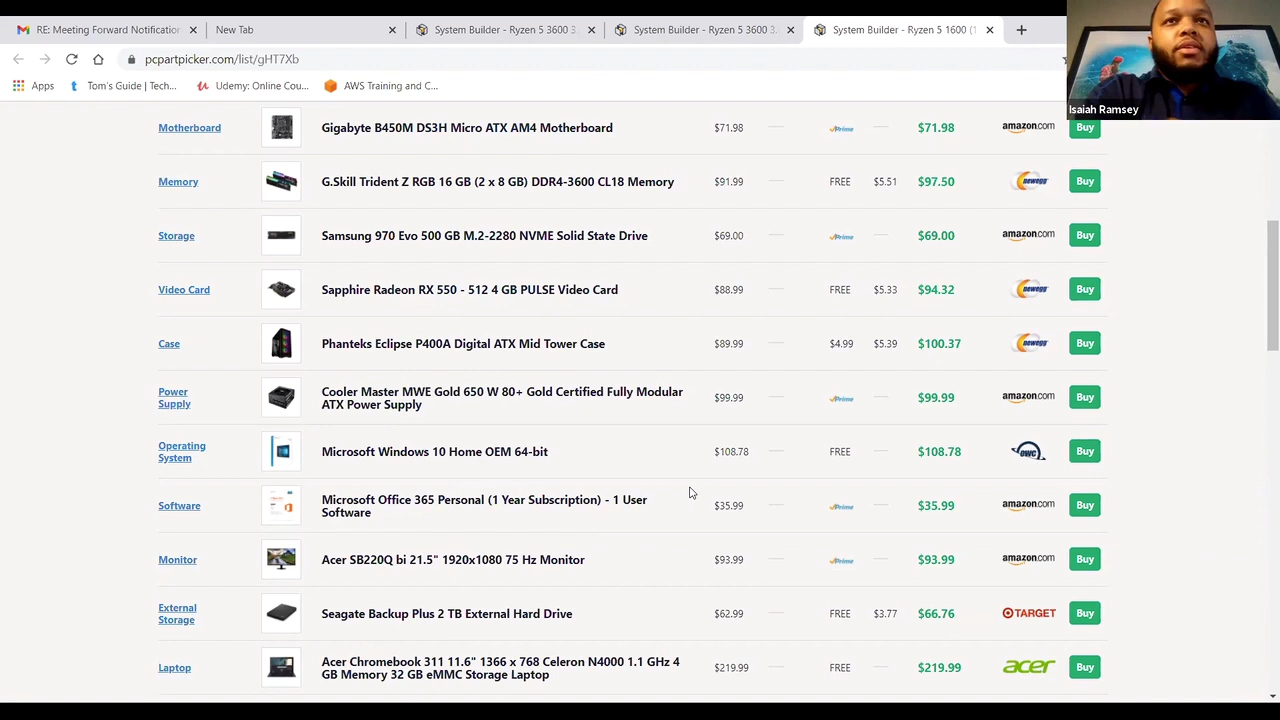 RE: Meeting Forward Notification
New Tab
System Builder - Ryzen 5 3600 3.
System Builder - Ryzen 5 3600 3.
System Builder - Ryzen 5 1600 (1
pcpartpicker.com/list/gHT7Xb
Apps
Tom's Guide | Tech...
Udemy: Online Cou...
AWS Training and C...
Isaiah Ramsey
Motherboard Gigabyte B450M DS3H Micro ATX AM4 Motherboard $71.98 Prime $71.98 amazon.com Buy
Memory G.Skill Trident Z RGB 16 GB (2 x 8 GB) DDR4-3600 CL18 Memory $91.99 FREE $5.51 $97.50 newegg Buy
Storage Samsung 970 Evo 500 GB M.2-2280 NVME Solid State Drive $69.00 Prime $69.00 amazon.com Buy
Video Card Sapphire Radeon RX 550 - 512 4 GB PULSE Video Card $88.99 FREE $5.33 $94.32 newegg Buy
Case Phanteks Eclipse P400A Digital ATX Mid Tower Case $89.99 $4.99 $5.39 $100.37 newegg Buy
Power Supply Cooler Master MWE Gold 650 W 80+ Gold Certified Fully Modular
ATX Power Supply $99.99 Prime $99.99 amazon.com Buy
Operating System Microsoft Windows 10 Home OEM 64-bit $108.78 FREE $108.78 OWC Buy
Software Microsoft Office 365 Personal (1 Year Subscription) - 1 User
Software $35.99 Prime $35.99 amazon.com Buy
Monitor Acer SB220Q bi 21.5" 1920x1080 75 Hz Monitor $93.99 Prime $93.99 amazon.com Buy
External Storage Seagate Backup Plus 2 TB External Hard Drive $62.99 FREE $3.77 $66.76 TARGET Buy
Laptop Acer Chromebook 311 11.6" 1366 x 768 Celeron N4000 1.1 GHz 4
GB Memory 32 GB eMMC Storage Laptop $219.99 FREE $219.99 acer Buy